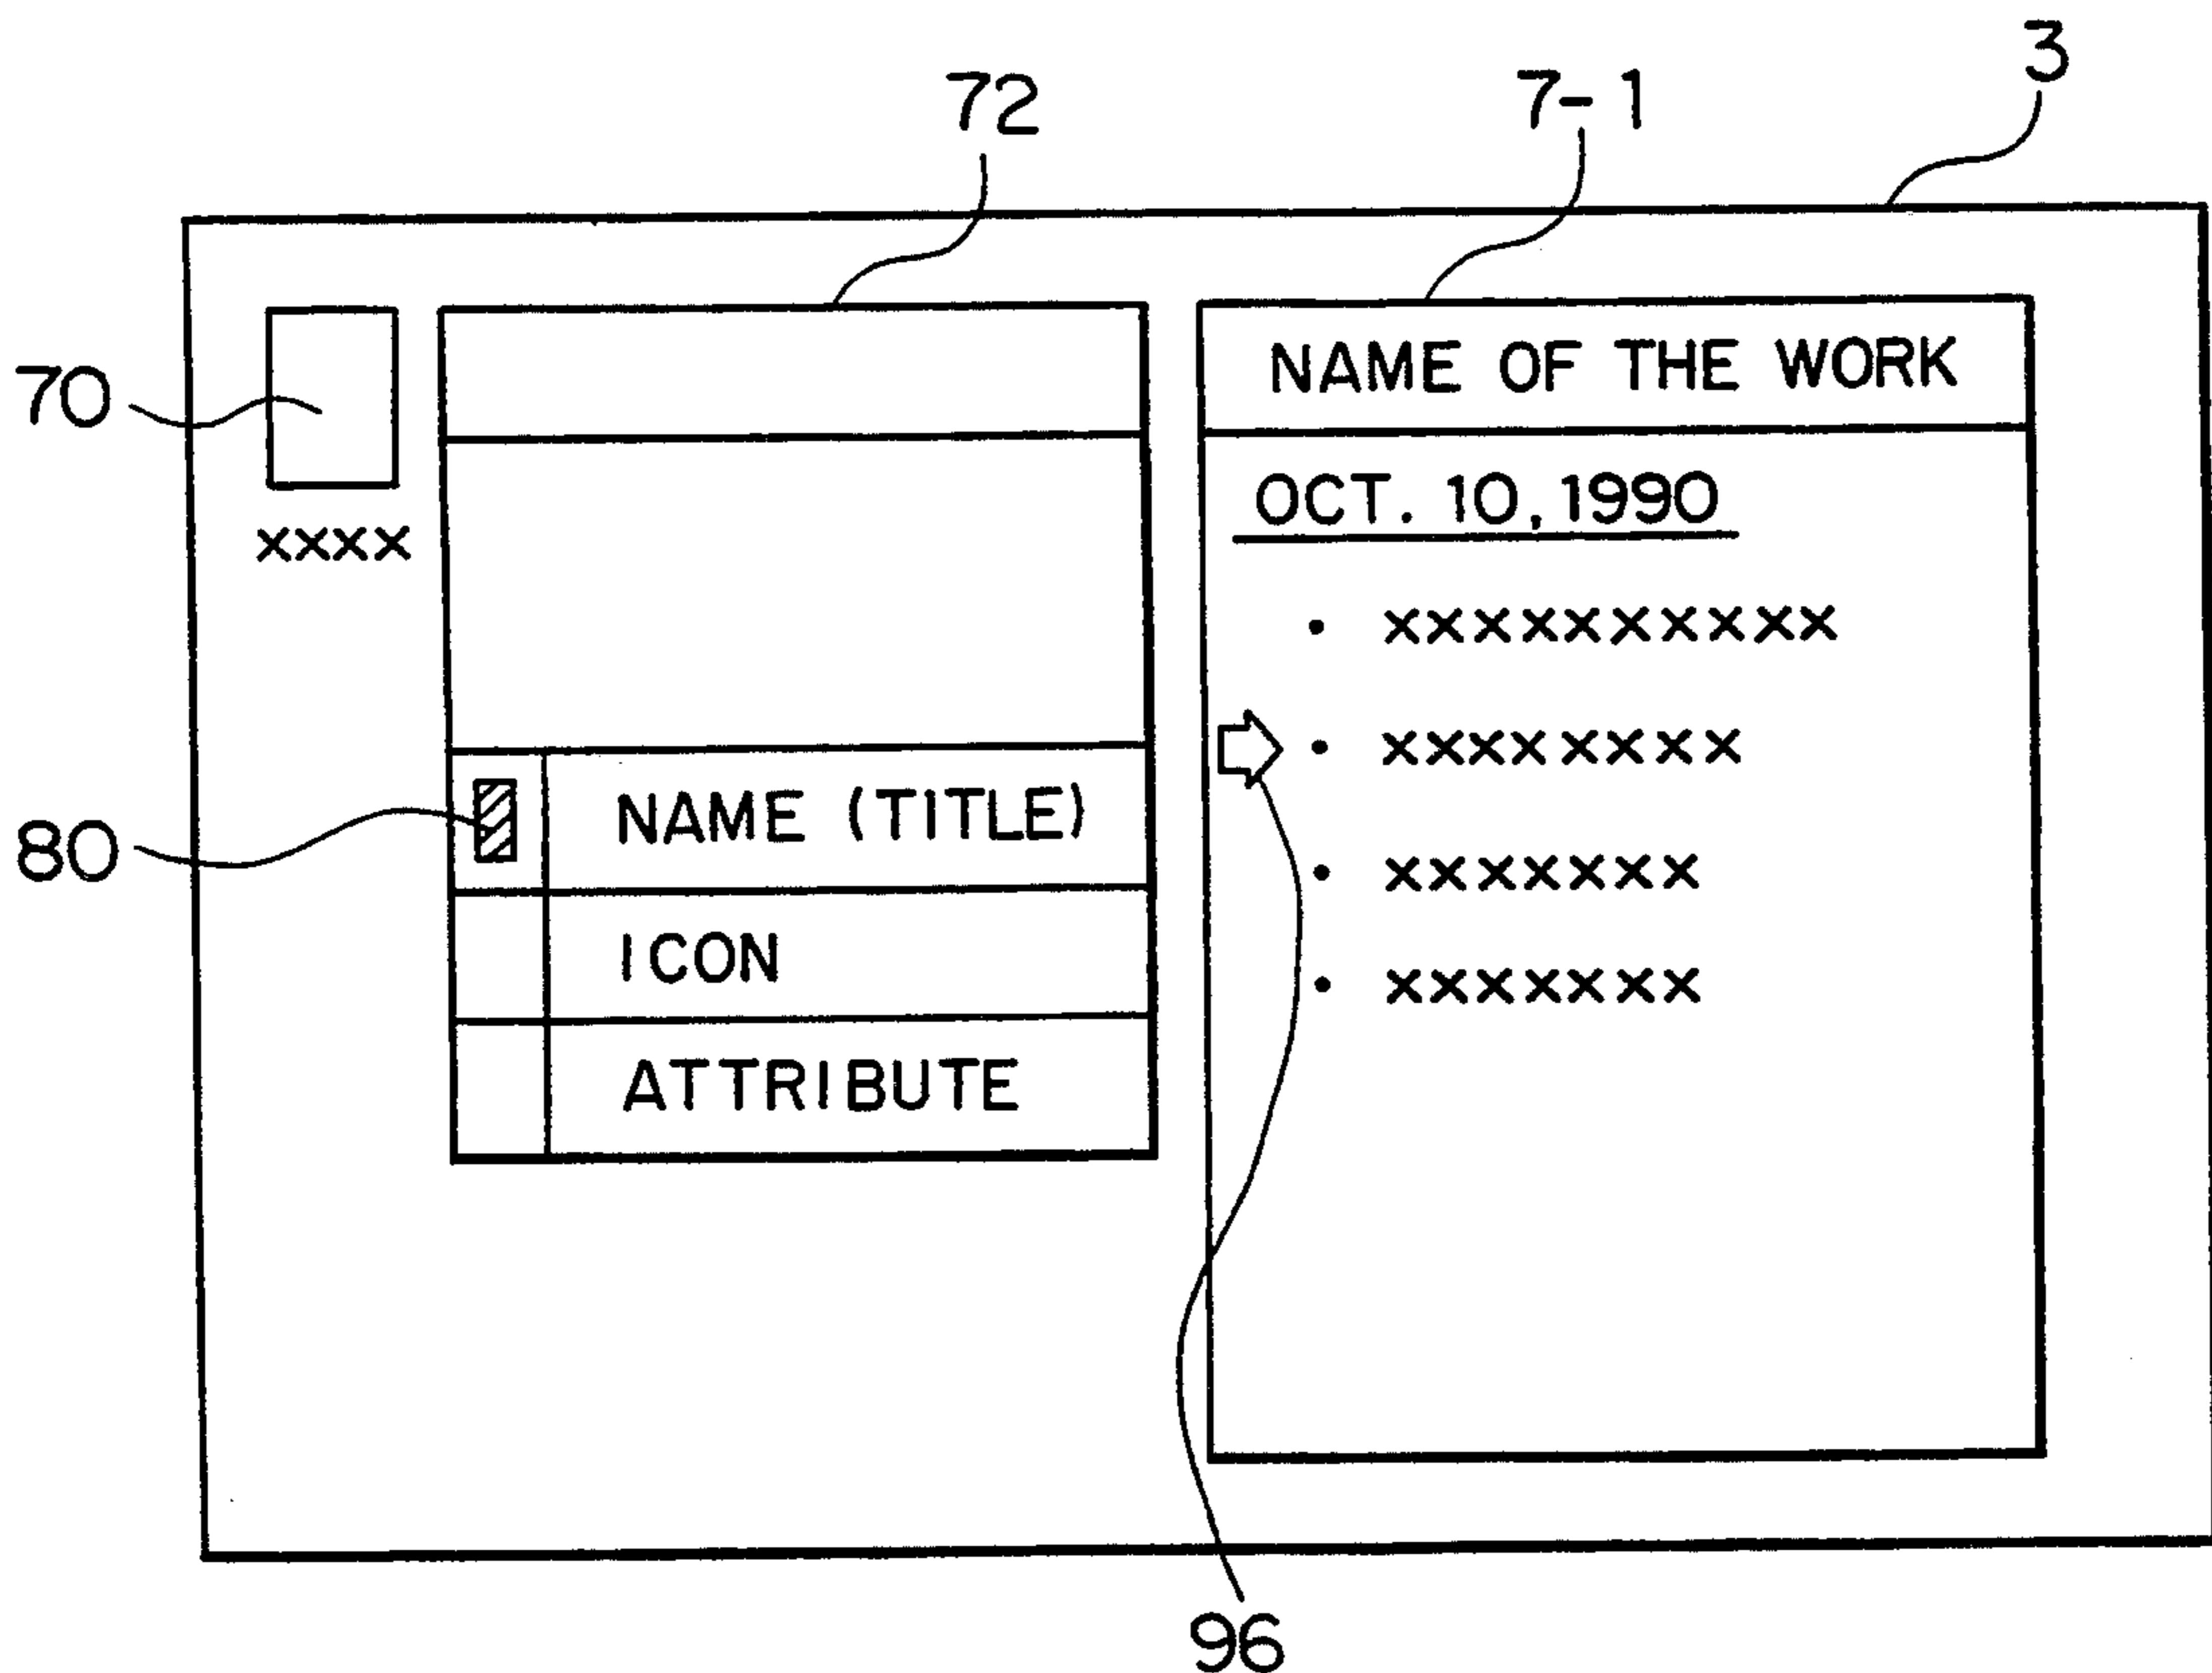 3
72
7-1
70
xxxx
NAME OF THE WORK
OCT. 10, 1990
• xxxxxxxxxx
• xxxxxxxx
• xxxxxxx
• xxxxxxx
80
NAME (TITLE)
ICON
ATTRIBUTE
96